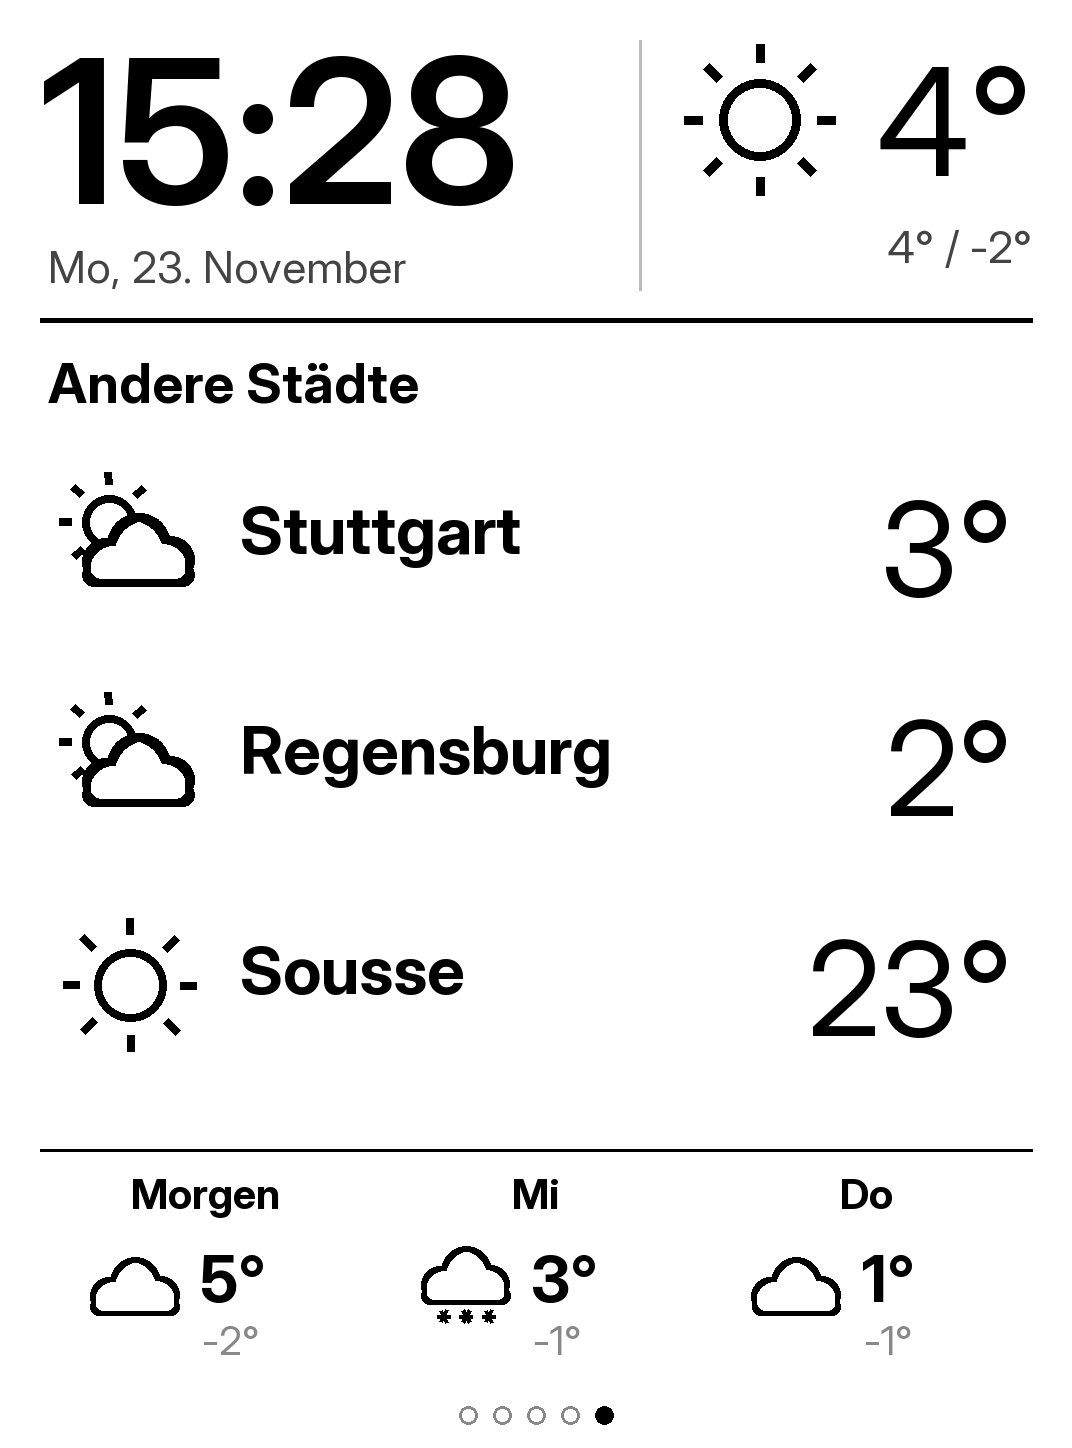 15:28
4°
Mo, 23. November
4° / -2°
Andere Städte
Stuttgart 3°
Regensburg 2°
Sousse 23°
Morgen Mi Do
5° 3° 1°
-2° -1° -1°